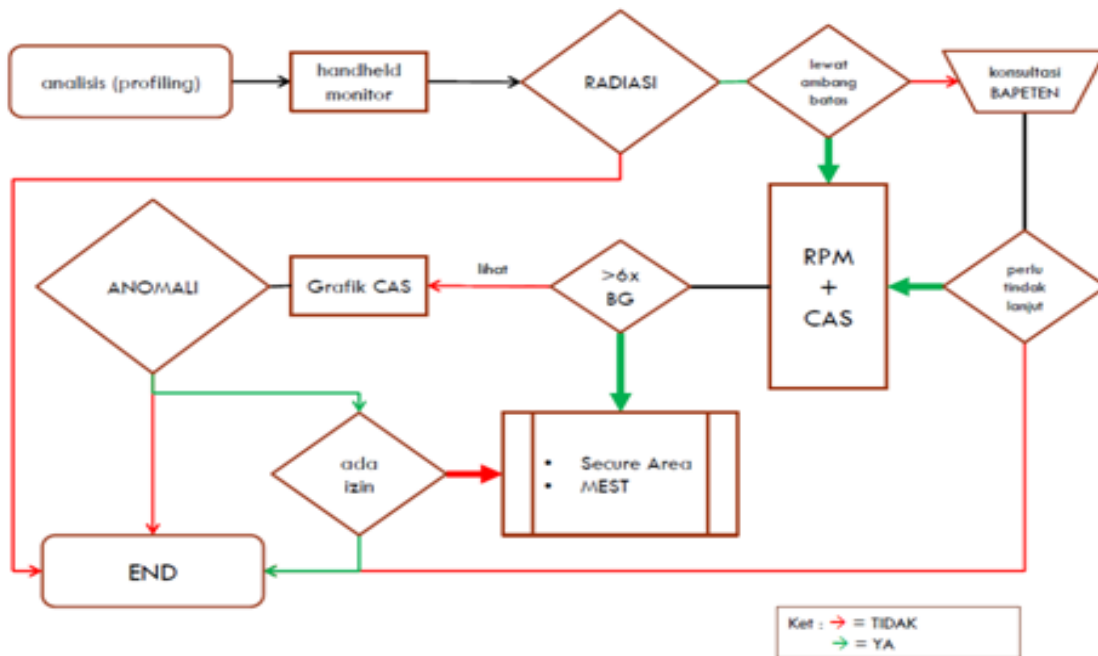 analisis (profiling)
handheld
monitor
RADIASI
lewat
ambang
batas
konsultasi
BAPETEN
ANOMALI
Grafik CAS
lihat
>6x
BG
RPM
+
CAS
perlu
tindak
lanjut
ada
izin
• Secure Area
• MEST
END
Ket : → = TIDAK
→ = YA